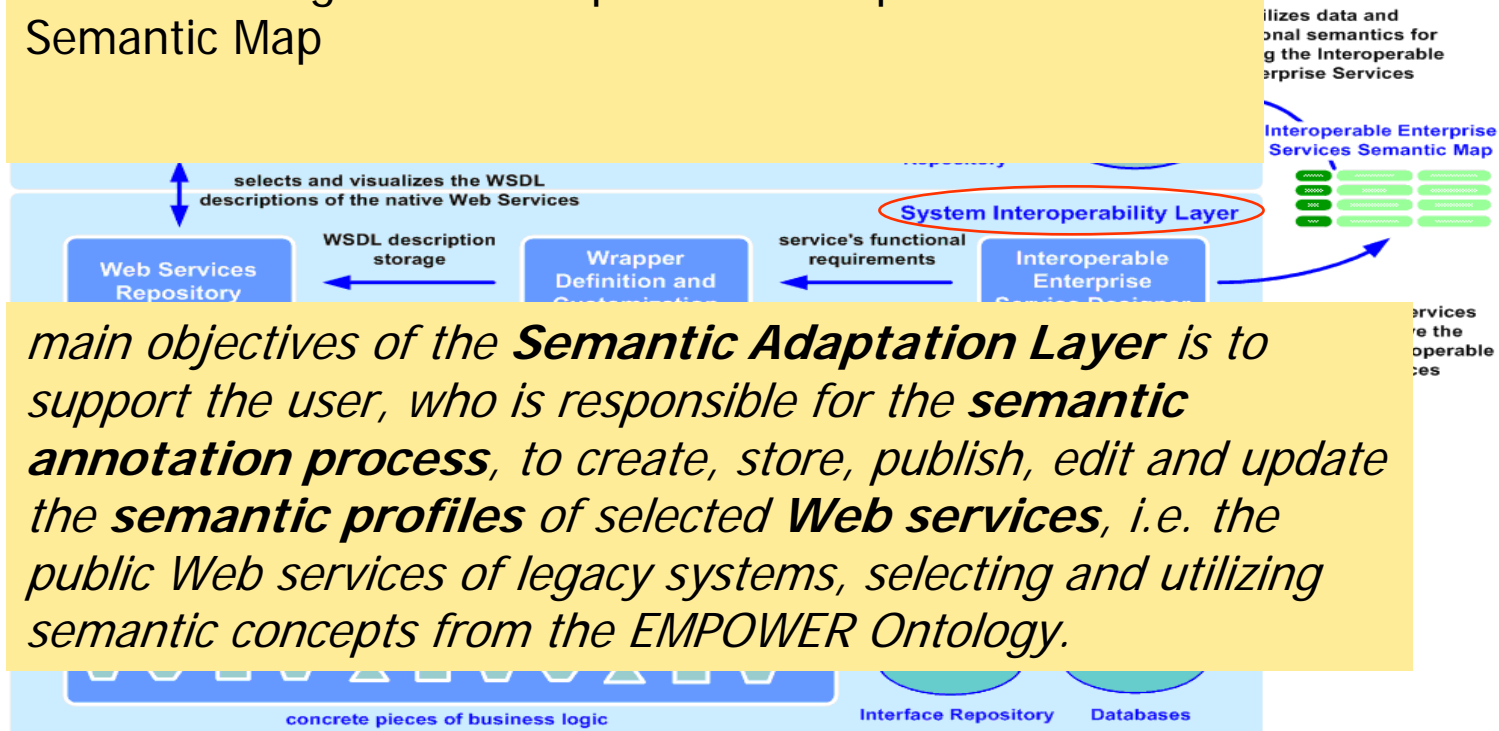 Semantic Map
ilizes data and
onal semantics for
g the Interoperable
erprise Services
Interoperable Enterprise
Services Semantic Map
selects and visualizes the WSDL
descriptions of the native Web Services
System Interoperability Layer
WSDL description
storage
service's functional
requirements
Web Services
Repository
Wrapper
Definition and
Interoperable
Enterprise
ervices
e the
operable
ces
main objectives of the Semantic Adaptation Layer is to
support the user, who is responsible for the semantic
annotation process, to create, store, publish, edit and update
the semantic profiles of selected Web services, i.e. the
public Web services of legacy systems, selecting and utilizing
semantic concepts from the EMPOWER Ontology.
concrete pieces of business logic
Interface Repository
Databases